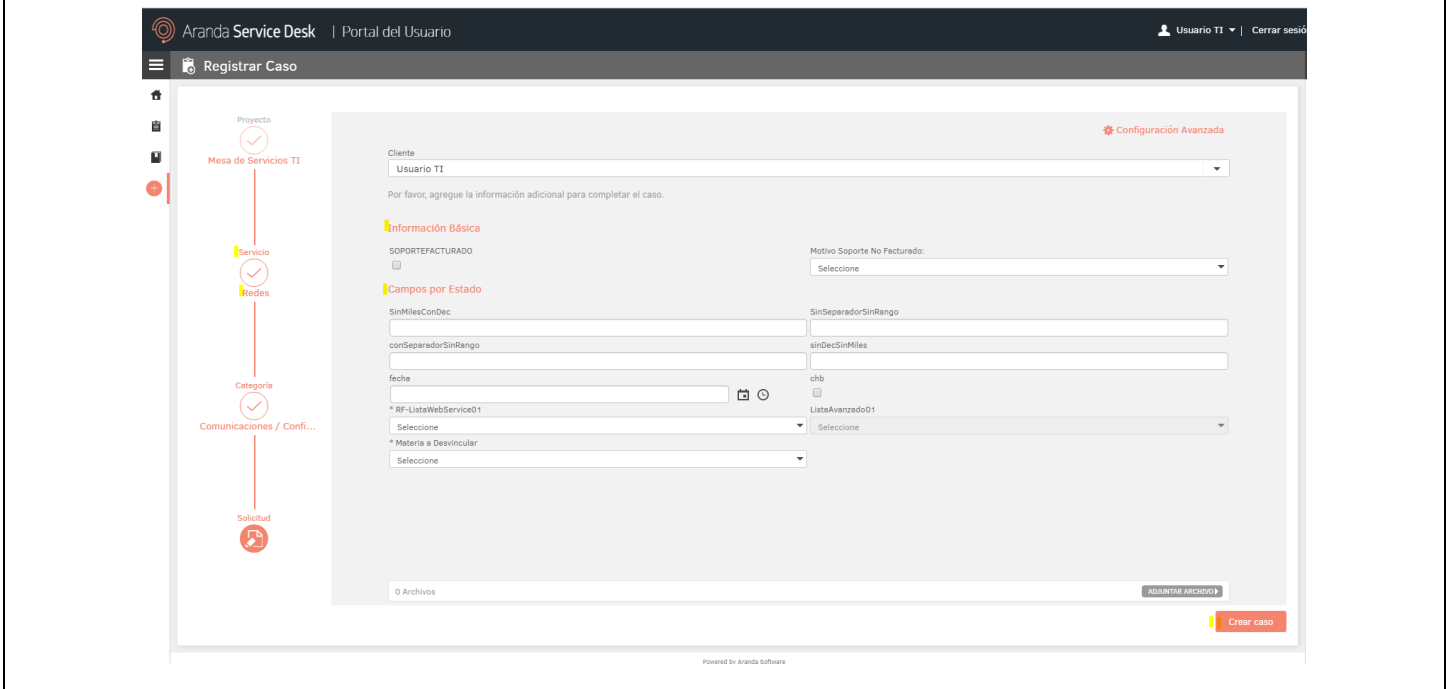 Aranda Service Desk | Portal del Usuario
Usuario TI | Cerrar sesió
Registrar Caso
Proyecto
Mesa de Servicios TI
Servicio
Redes
Categoría
Comunicaciones / Confi...
Solicitud
Configuración Avanzada
Cliente
Usuario TI
Por favor, agregue la información adicional para completar el caso.
Información Básica
SOPORTEFACTURADO
Motivo Soporte No Facturado:
Seleccione
Campos por Estado
SinMilesConDec
SinSeparadorSinRango
conSeparadorSinRango
sinDecSinMiles
fecha
chb
* RF-ListaWebService01
ListaAvanzado01
Seleccione
Seleccione
* Materia a Desvincular
Seleccione
0 Archivos
ADJUNTAR ARCHIVO
Crear caso
Powered by Aranda Software